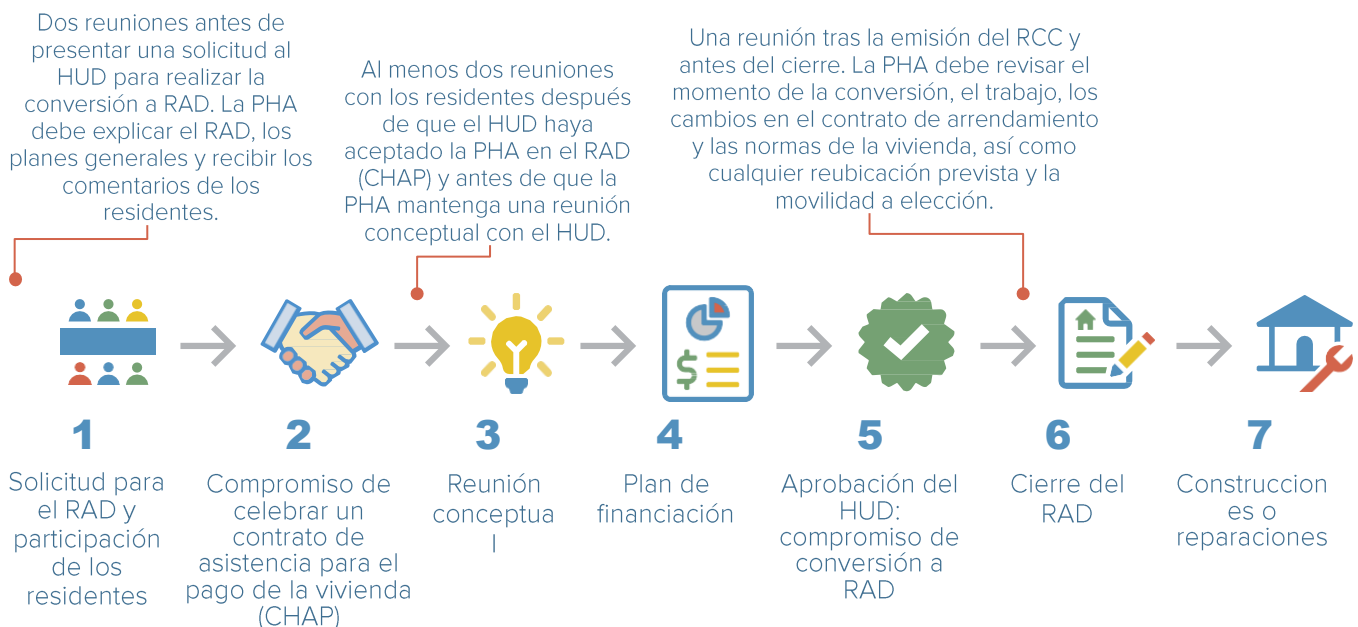 Dos reuniones antes de
presentar una solicitud al
HUD para realizar la
conversión a RAD. La PHA
debe explicar el RAD, los
planes generales y recibir los
comentarios de los
residentes.
Al menos dos reuniones
con los residentes después
de que el HUD haya
aceptado la PHA en el RAD
(CHAP) y antes de que la
PHA mantenga una reunión
conceptual con el HUD.
Una reunión tras la emisión del RCC y
antes del cierre. La PHA debe revisar el
momento de la conversión, el trabajo, los
cambios en el contrato de arrendamiento
y las normas de la vivienda, así como
cualquier reubicación prevista y la
movilidad a elección.
$
1
Solicitud para
el RAD y
participación
de los
residentes
2
Compromiso de
celebrar un
contrato de
asistencia para el
pago de la vivienda
(CHAP)
3
Reunión
conceptua
l
4
Plan de
financiación
5
Aprobación del
HUD:
compromiso de
conversión a
RAD
6
Cierre del
RAD
7
Construccion
es o
reparaciones